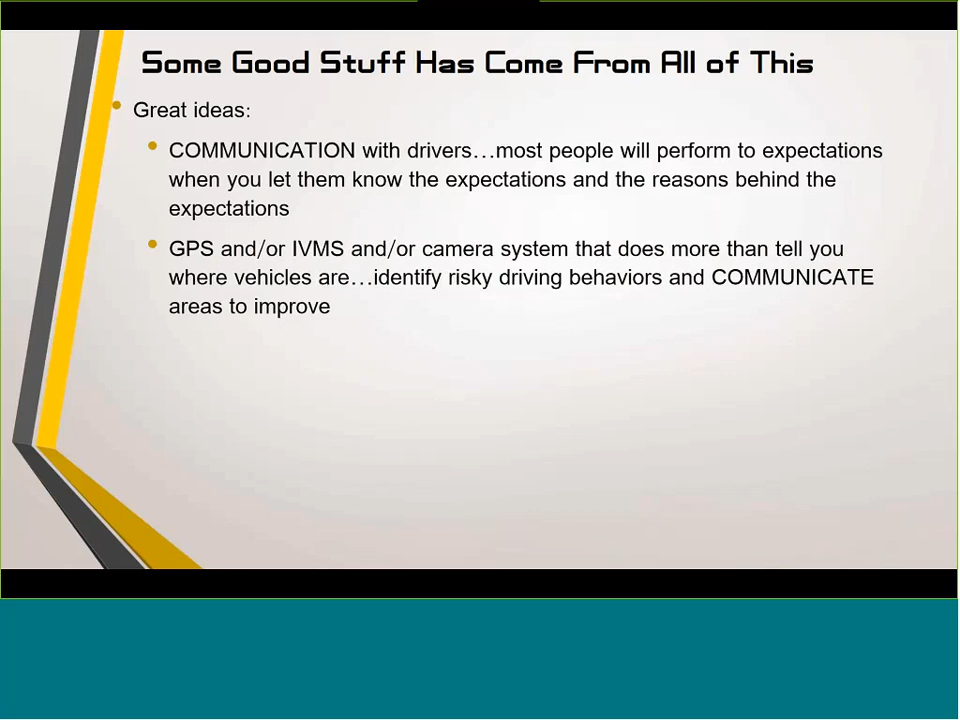 Some Good Stuff Has Come From All of This
• Great ideas:
• COMMUNICATION with drivers…most people will perform to expectations
when you let them know the expectations and the reasons behind the
expectations
• GPS and/or IVMS and/or camera system that does more than tell you
where vehicles are…identify risky driving behaviors and COMMUNICATE
areas to improve